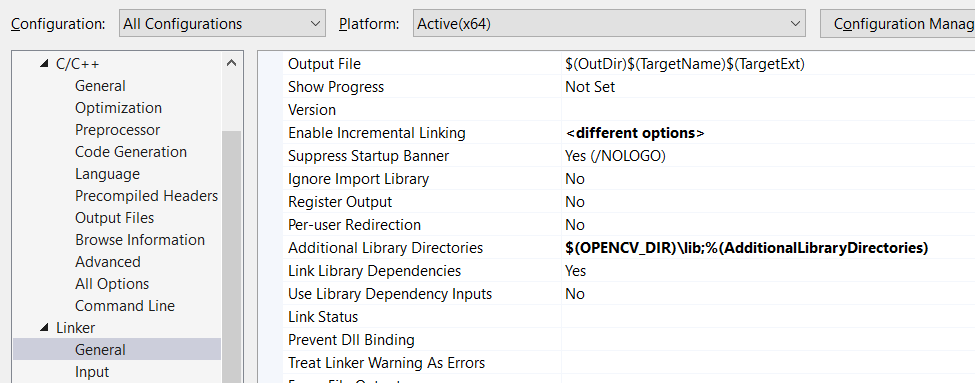 Configuration: All Configurations Platform: Active(x64) Configuration Manag
C/C++
General
Optimization
Preprocessor
Code Generation
Language
Precompiled Headers
Output Files
Browse Information
Advanced
All Options
Command Line
Linker
General
Input
Output File $(OutDir)$(TargetName)$(TargetExt)
Show Progress Not Set
Version
Enable Incremental Linking <different options>
Suppress Startup Banner Yes (/NOLOGO)
Ignore Import Library No
Register Output No
Per-user Redirection No
Additional Library Directories $(OPENCV_DIR)\lib;%(AdditionalLibraryDirectories)
Link Library Dependencies Yes
Use Library Dependency Inputs No
Link Status
Prevent Dll Binding
Treat Linker Warning As Errors